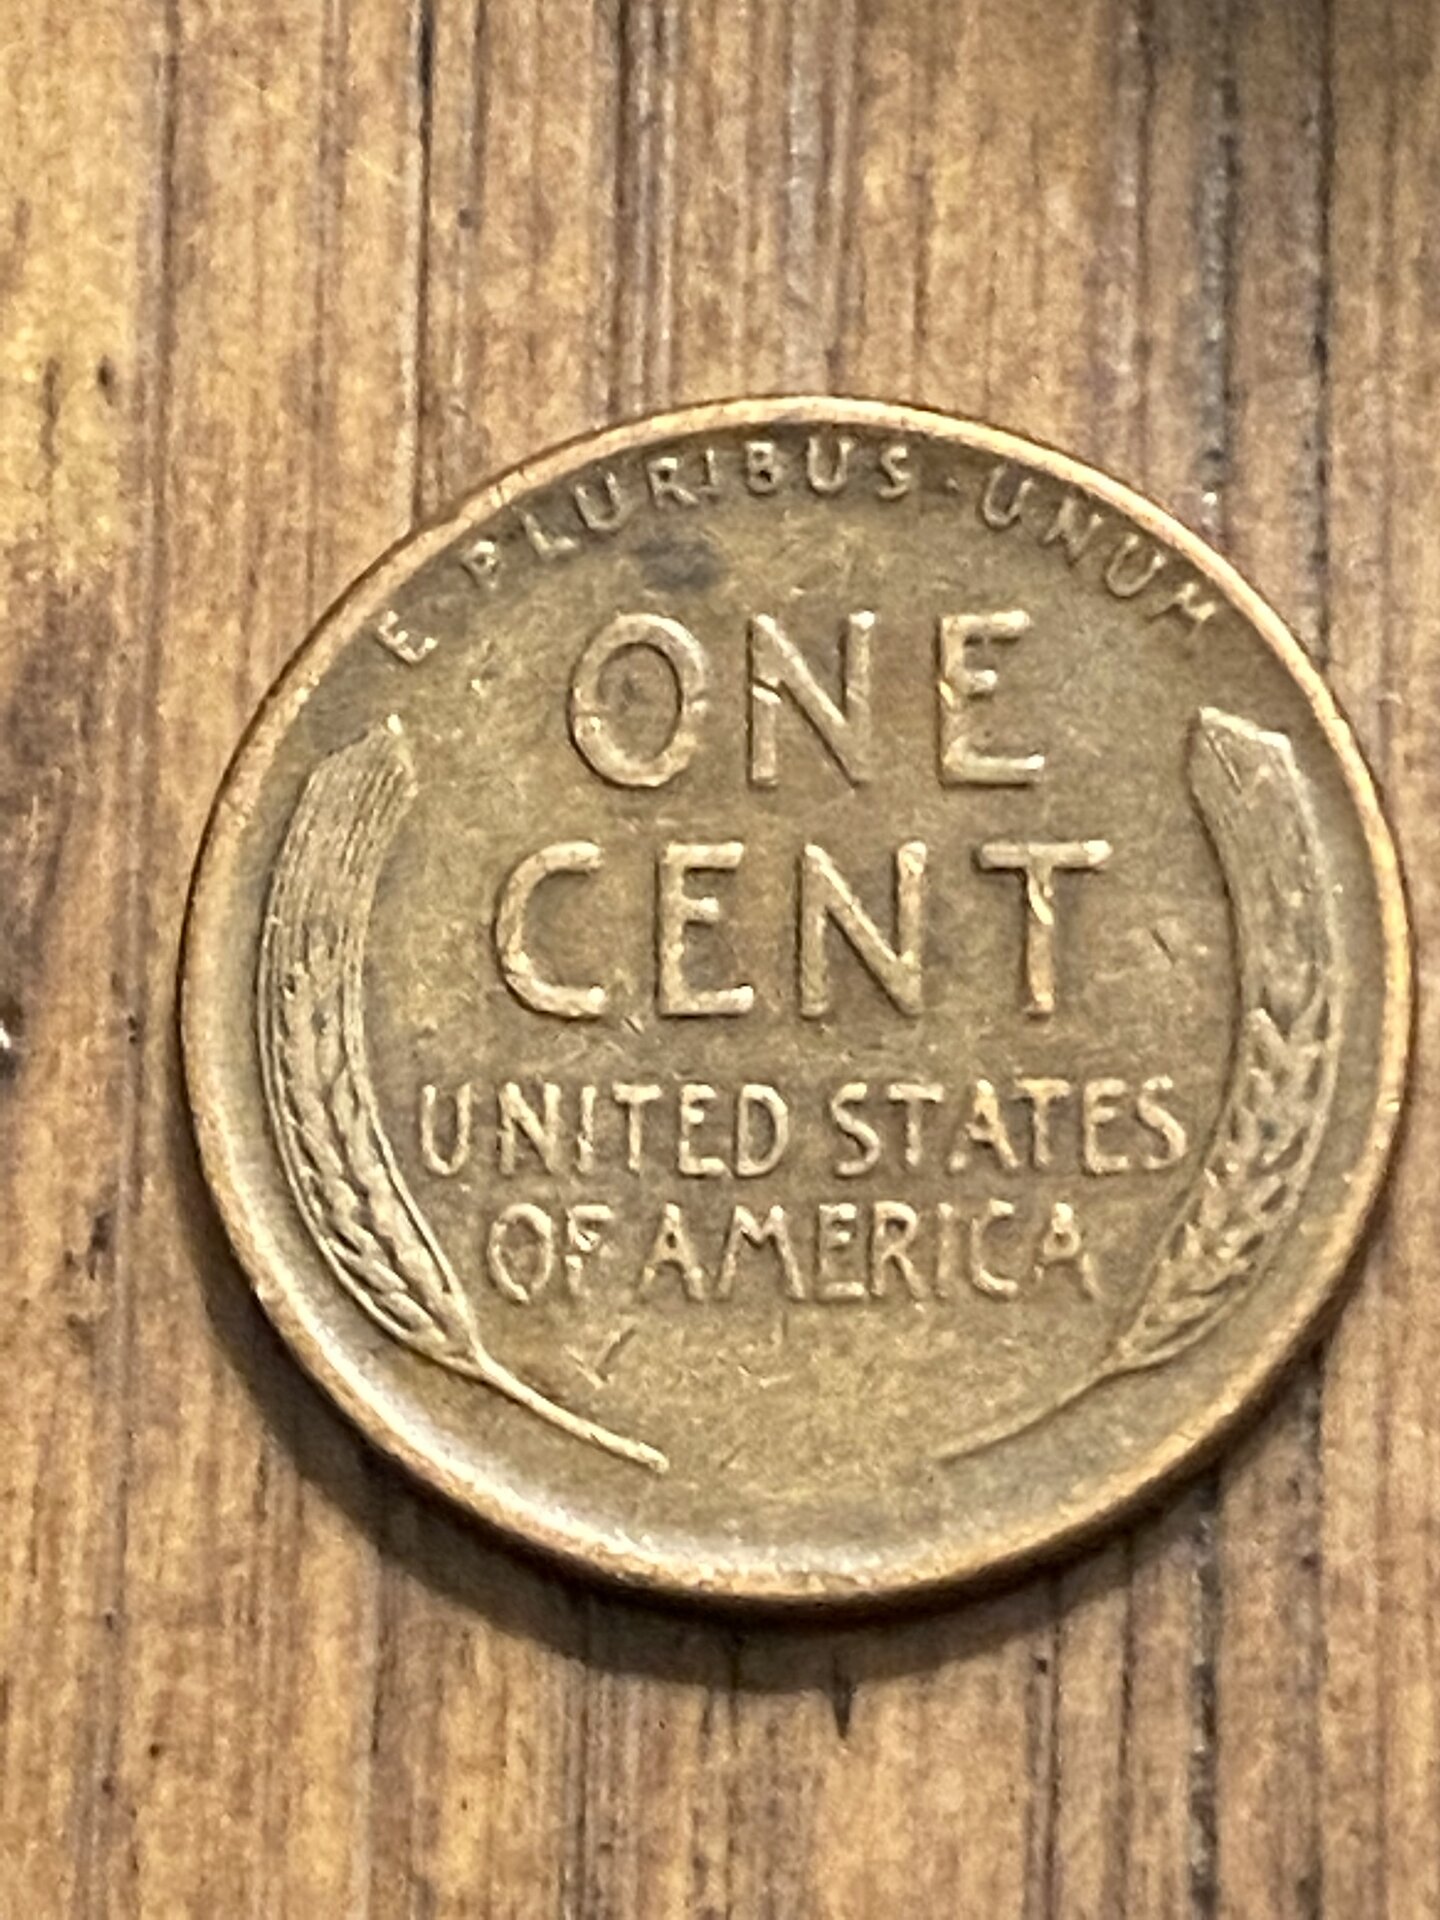 E·PLURIBUS·UNUM
ONE
CENT
UNITED STATES
OF AMERICA